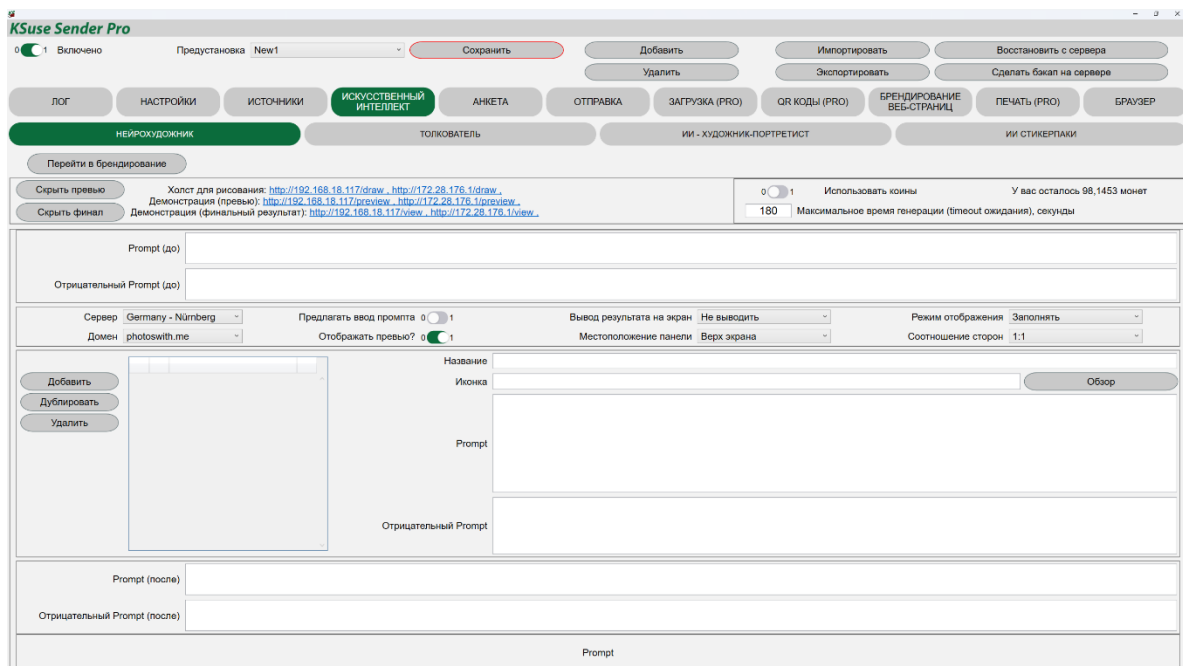 KSuse Sender Pro
0 1 Включено Предустановка New1 Сохранить Добавить Импортировать Восстановить с сервера
Удалить Экспортировать Сделать бэкап на сервере
ЛОГ НАСТРОЙКИ ИСТОЧНИКИ ИСКУССТВЕННЫЙ ИНТЕЛЛЕКТ АНКЕТА ОТПРАВКА ЗАГРУЗКА (PRO) QR КОДЫ (PRO) БРЕНДИРОВАНИЕ ВЕБ-СТРАНИЦ ПЕЧАТЬ (PRO) БРАУЗЕР
НЕЙРОХУДОЖНИК ТОЛКОВАТЕЛЬ ИИ - ХУДОЖНИК-ПОРТРЕТИСТ ИИ СТИКЕРПАКИ
Перейти в брендирование
Скрыть превью Холст для рисования: http://192.168.18.117/draw , http://172.28.176.1/draw , 0 1 Использовать коины У вас осталось 98,1453 монет
Демонстрация (превью): http://192.168.18.117/preview , http://172.28.176.1/preview ,
Скрыть финал Демонстрация (финальный результат): http://192.168.18.117/view , http://172.28.176.1/view , 180 Максимальное время генерации (timeout ожидания), секунды
Prompt (до)
Отрицательный Prompt (до)
Сервер Germany - Nürnberg Предлагать ввод промпта 0 1 Вывод результата на экран Не выводить Режим отображения Заполнять
Домен photoswith.me Отображать превью? 0 1 Местоположение панели Верх экрана Соотношение сторон 1:1
Название
Добавить Иконка Обзор
Дублировать
Удалить
Prompt
Отрицательный Prompt
Prompt (после)
Отрицательный Prompt (после)
Prompt